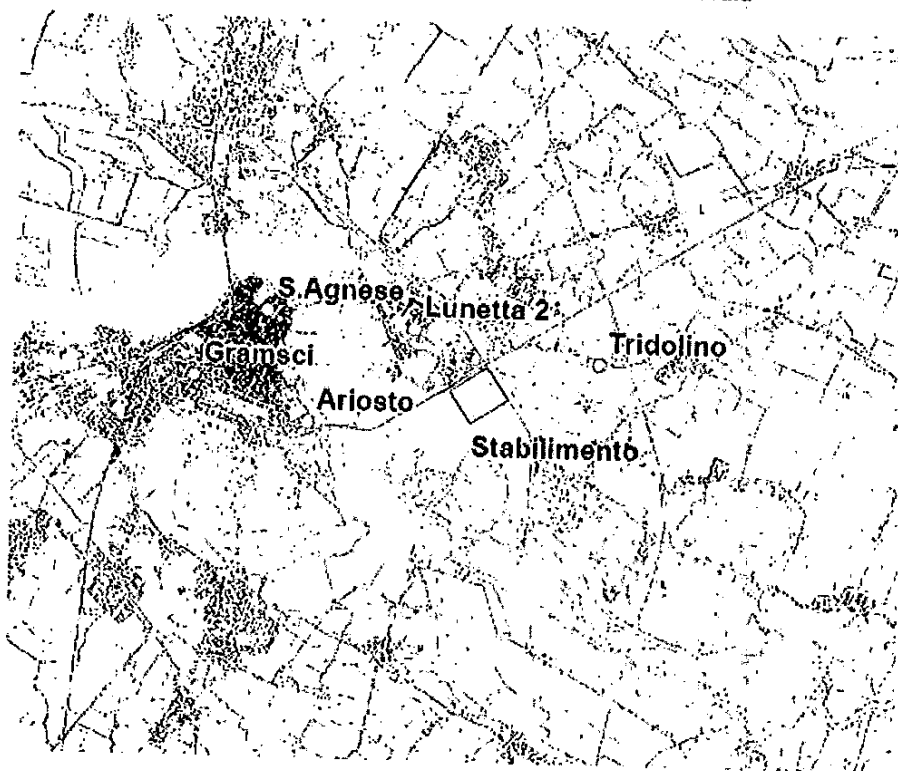 S.Agnese
Lunetta 2
Gramsci
Tridolino
Ariosto
Stabilimento